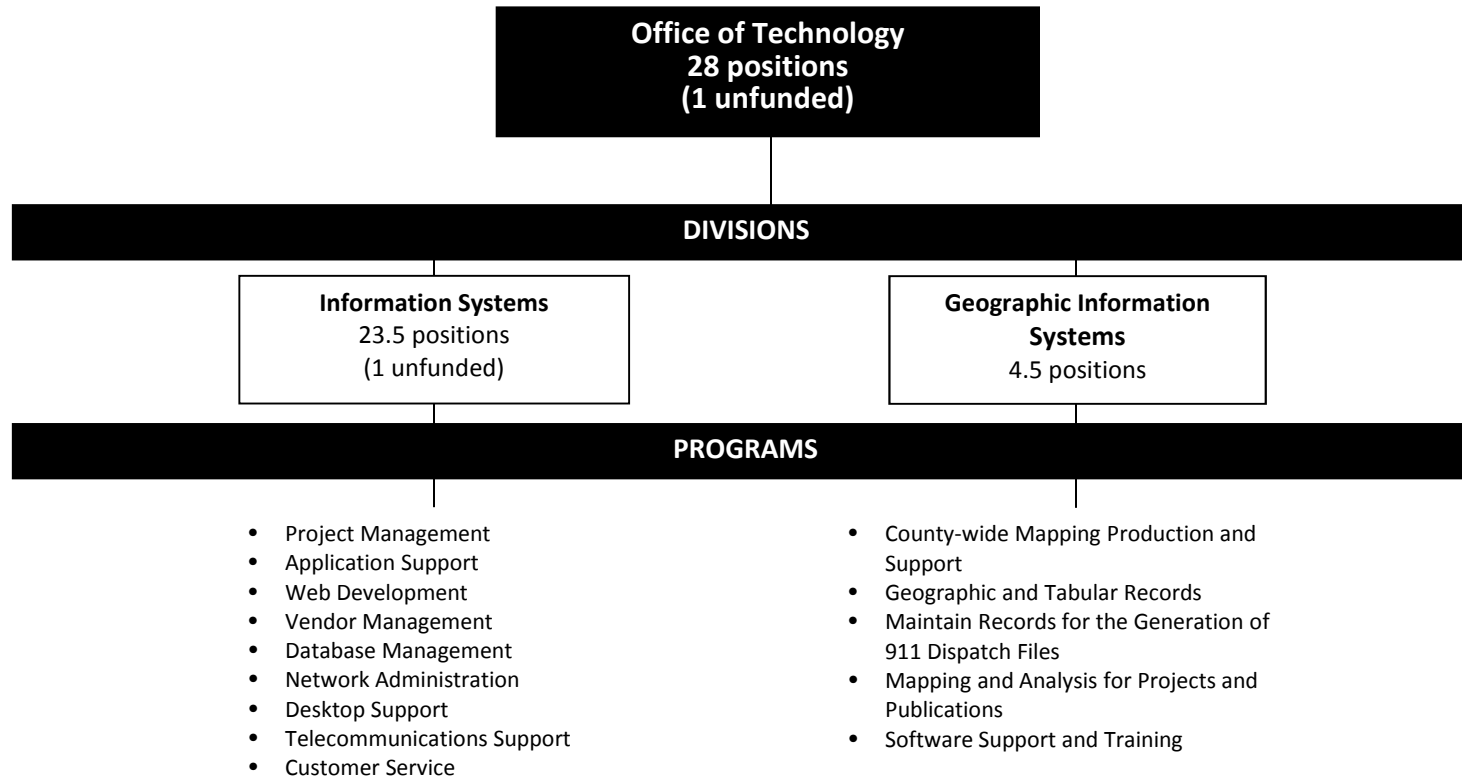 Office of Technology
28 positions
(1 unfunded)
DIVISIONS
Information Systems
23.5 positions
(1 unfunded)
Geographic Information
Systems
4.5 positions
PROGRAMS
• Project Management
• Application Support
• Web Development
• Vendor Management
• Database Management
• Network Administration
• Desktop Support
• Telecommunications Support
• Customer Service
• County-wide Mapping Production and
Support
• Geographic and Tabular Records
• Maintain Records for the Generation of
911 Dispatch Files
• Mapping and Analysis for Projects and
Publications
• Software Support and Training